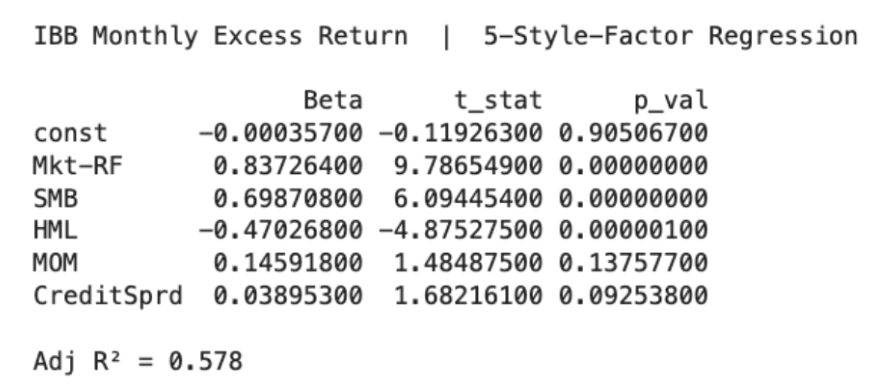 IBB Monthly Excess Return | 5-Style-Factor Regression
Beta t_stat p_val
const -0.00035700 -0.11926300 0.90506700
Mkt-RF 0.83726400 9.78654900 0.00000000
SMB 0.69870800 6.09445400 0.00000000
HML -0.47026800 -4.87527500 0.00000100
MOM 0.14591800 1.48487500 0.13757700
CreditSprd 0.03895300 1.68216100 0.09253800
Adj R² = 0.578